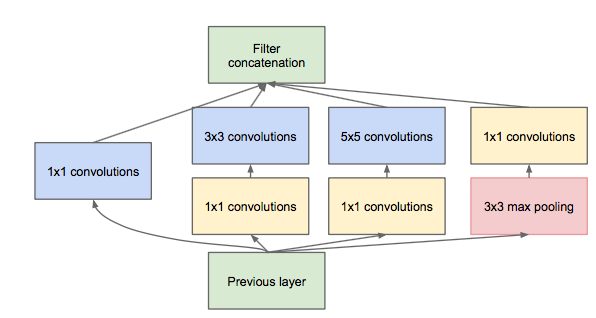 Filter
concatenation
3x3 convolutions
5x5 convolutions
1x1 convolutions
1x1 convolutions
1x1 convolutions
1x1 convolutions
3x3 max pooling
Previous layer